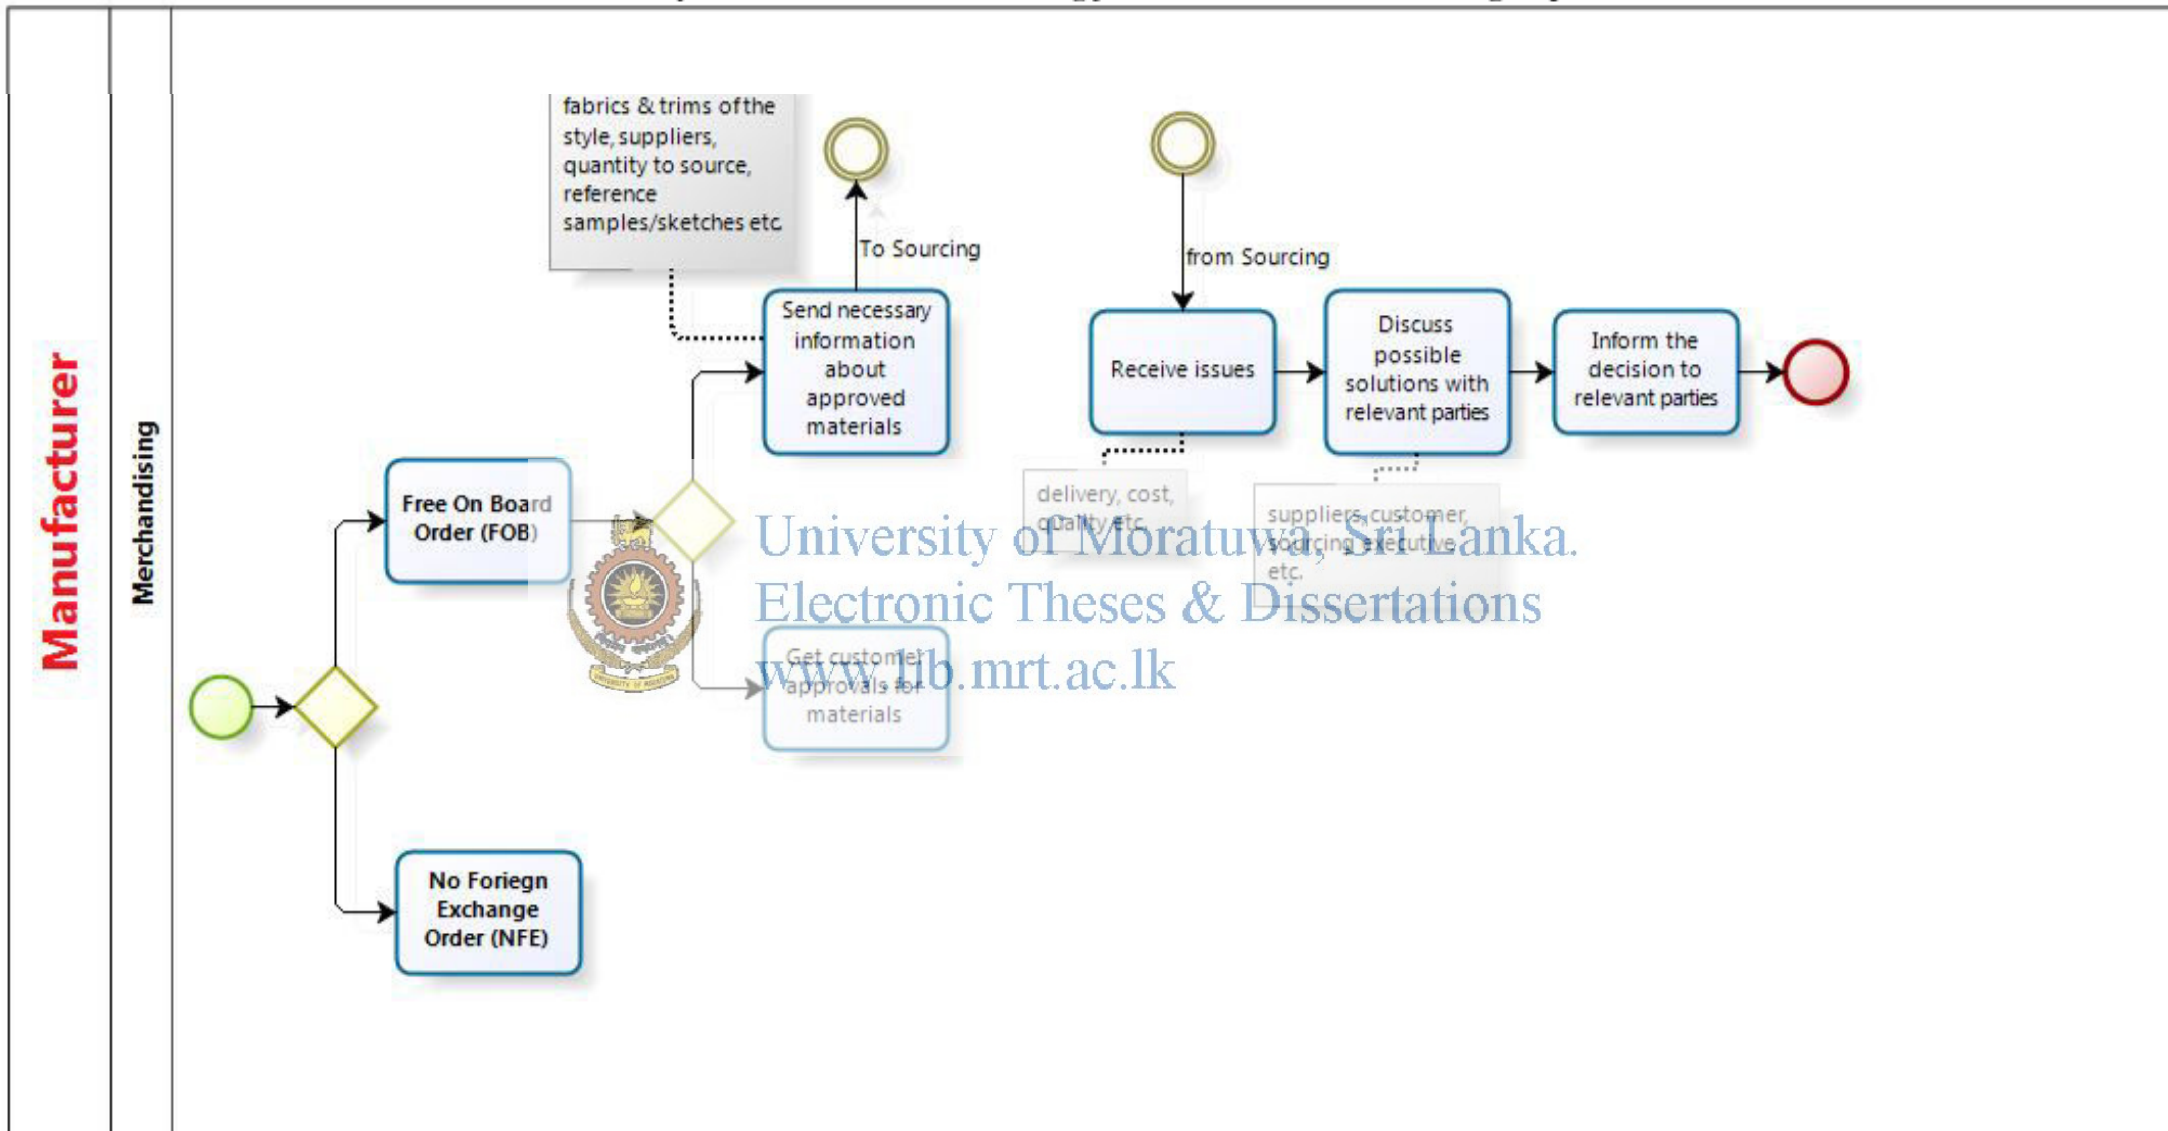 Manufacturer
Merchandising
fabrics & trims of the
style, suppliers,
quantity to source,
reference
samples/sketches etc
To Sourcing
from Sourcing
Send necessary
information
about
approved
materials
Receive issues
Discuss
possible
solutions with
relevant parties
Inform the
decision to
relevant parties
delivery, cost,
quality etc
suppliers, customer,
sourcing executive,
etc.
Free On Board
Order (FOB)
University of Moratuwa, Sri Lanka.
Electronic Theses & Dissertations
www.lib.mrt.ac.lk
UNIVERSITY OF MORATUWA
Get customer
approvals for
materials
No Foriegn
Exchange
Order (NFE)